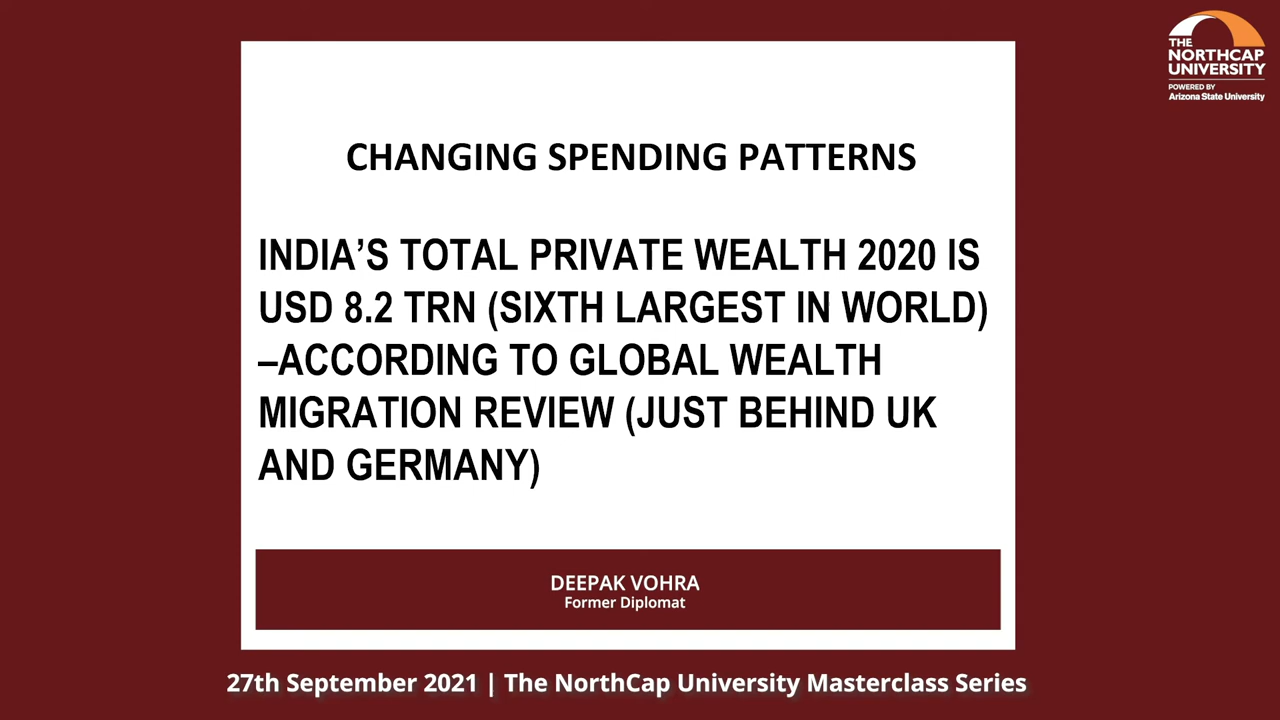 THE
NORTHCAP
UNIVERSITY
POWERED BY
Arizona State University
CHANGING SPENDING PATTERNS
INDIA’S TOTAL PRIVATE WEALTH 2020 IS
USD 8.2 TRN (SIXTH LARGEST IN WORLD)
–ACCORDING TO GLOBAL WEALTH
MIGRATION REVIEW (JUST BEHIND UK
AND GERMANY)
DEEPAK VOHRA
Former Diplomat
27th September 2021 | The NorthCap University Masterclass Series